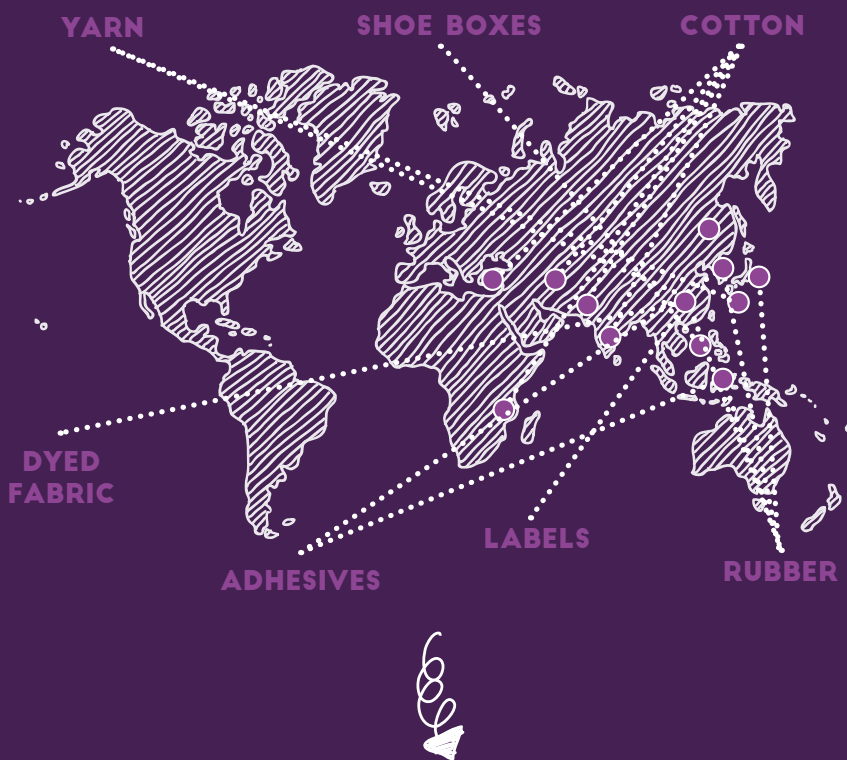 YARN
SHOE BOXES
COTTON
DYED
FABRIC
LABELS
ADHESIVES
RUBBER